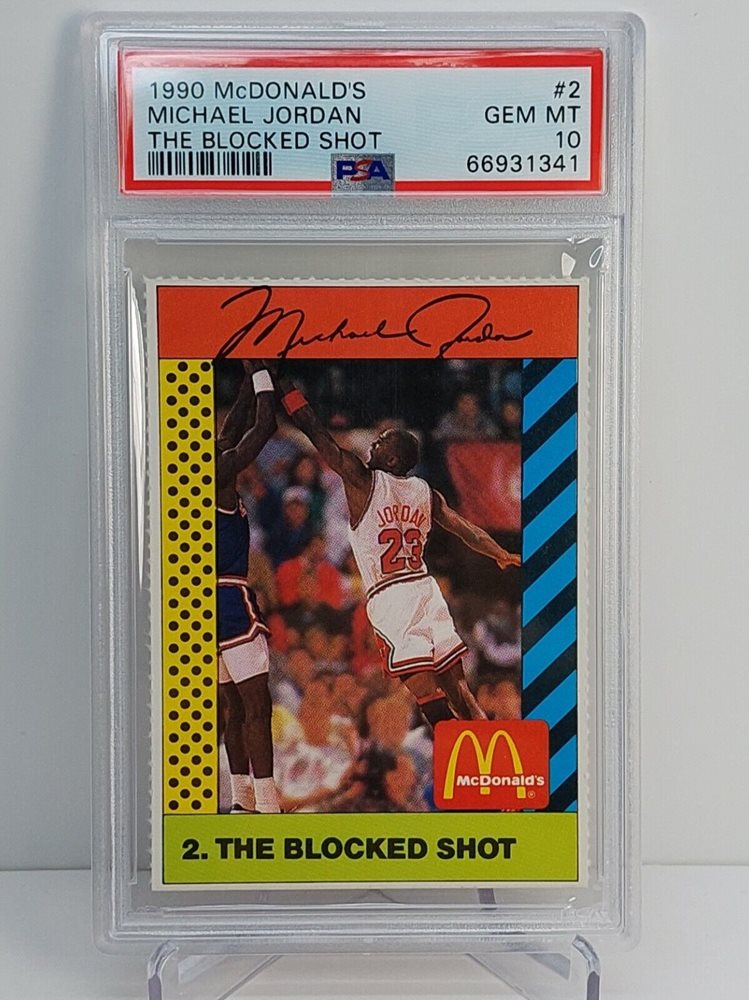 1990 McDONALD'S #2
MICHAEL JORDAN GEM MT
THE BLOCKED SHOT 10
PSA 66931341
Michael Jordan
JORDAN
23
McDonald's
®
2. THE BLOCKED SHOT